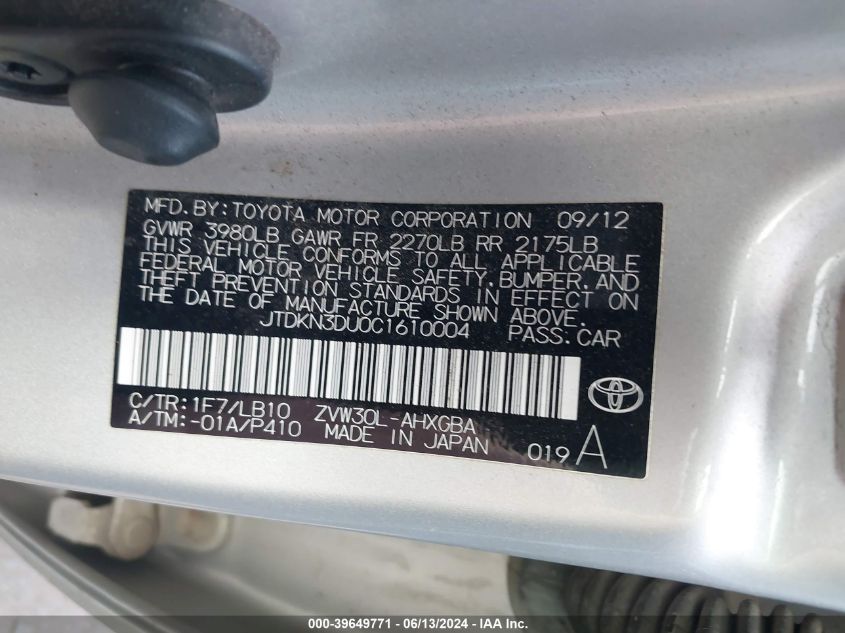 MFD. BY: TOYOTA MOTOR CORPORATION 09/12
GVWR 3980LB GAWR FR 2270LB RR 2175LB
THIS VEHICLE CONFORMS TO ALL APPLICABLE
FEDERAL MOTOR VEHICLE SAFETY, BUMPER, AND
THEFT PREVENTION STANDARDS IN EFFECT ON
THE DATE OF MANUFACTURE SHOWN ABOVE.
JTDKN3DU0C1610004 PASS. CAR
C/TR: 1F7/LB10 ZVW30L-AHXGBA
A/TM: -01A/P410 MADE IN JAPAN
019 A
000-39649771 - 06/13/2024 - IAA Inc.